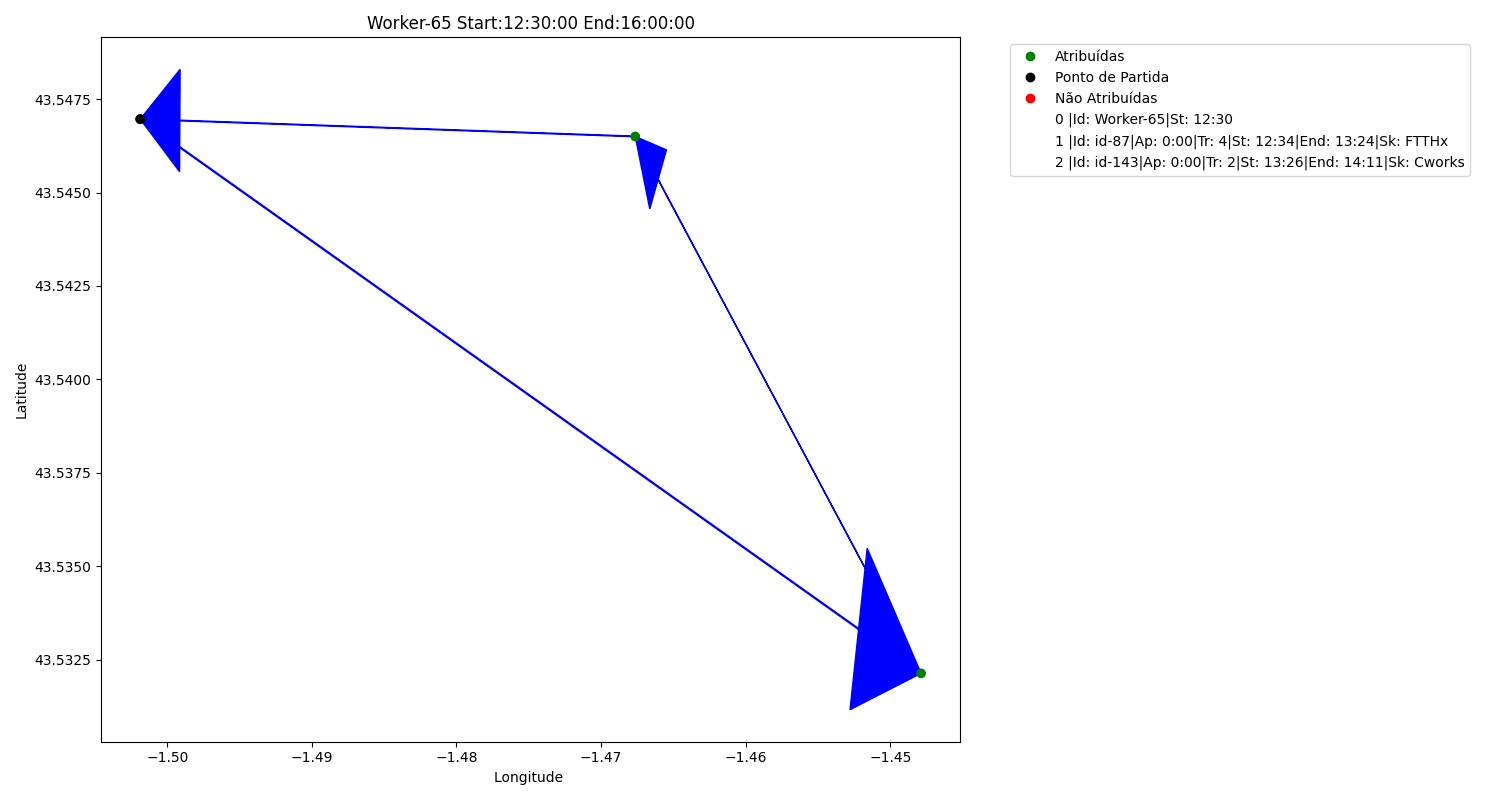 Worker-65 Start:12:30:00 End:16:00:00
Atribuídas
Ponto de Partida
Não Atribuídas
0 |Id: Worker-65|St: 12:30
1 |Id: id-87|Ap: 0:00|Tr: 4|St: 12:34|End: 13:24|Sk: FTTHx
2 |Id: id-143|Ap: 0:00|Tr: 2|St: 13:26|End: 14:11|Sk: Cworks
43.5475
43.5450
43.5425
43.5400
43.5375
43.5350
43.5325
Latitude
−1.50
−1.49
−1.48
−1.47
−1.46
−1.45
Longitude